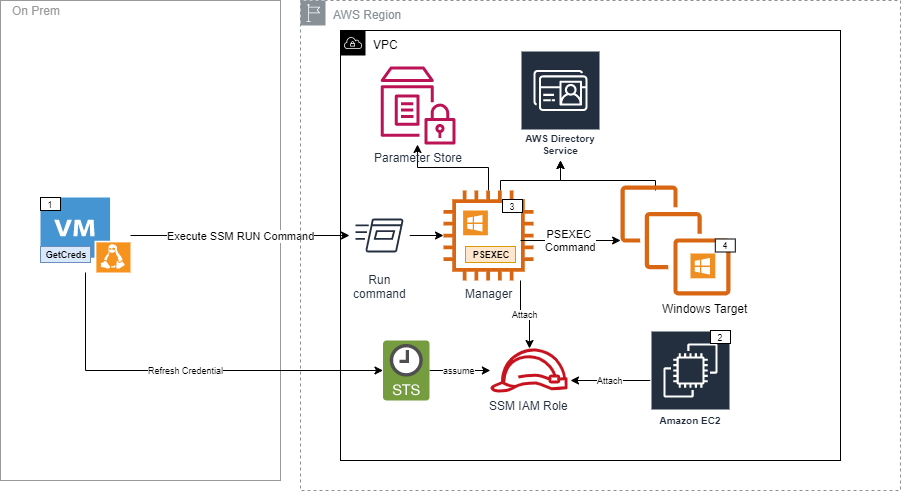 On Prem
AWS Region
VPC
Parameter Store
AWS Directory
Service
1
VM
GetCreds
Execute SSM RUN Command
Run
command
3
PSEXEC
Manager
PSEXEC
Command
4
Windows Target
Attach
Refresh Credential
STS
assume
SSM IAM Role
Attach
2
Amazon EC2